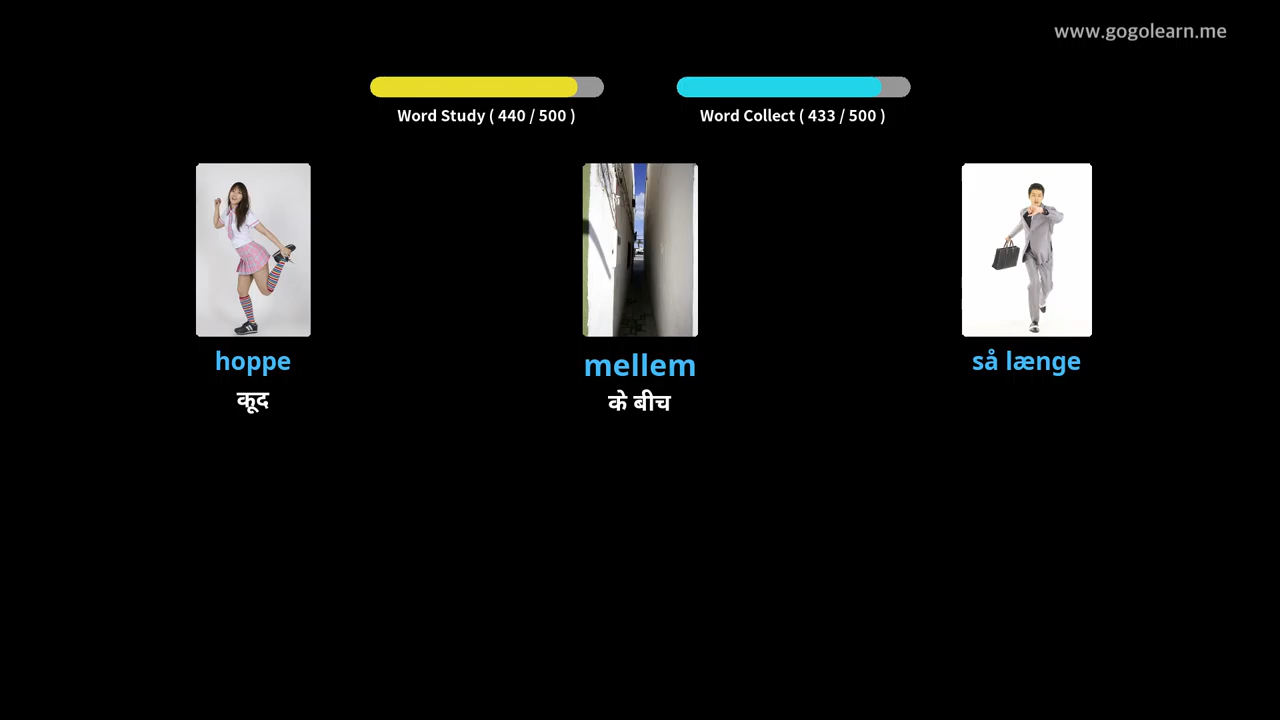 www.gogolearn.me
Word Study ( 440 / 500 )
Word Collect ( 433 / 500 )
hoppe
mellem
så længe
कूद
के बीच